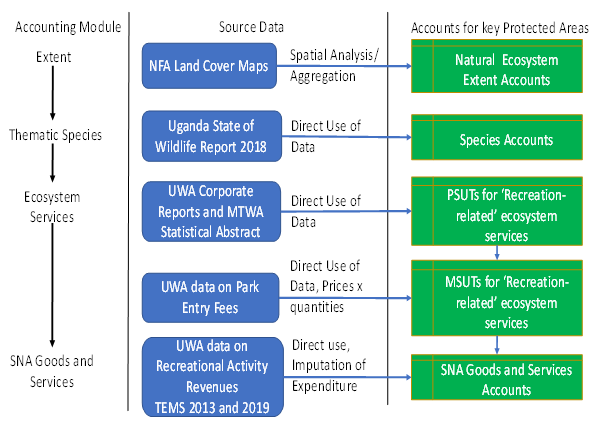 Accounting Module
Source Data
Accounts for key Protected Areas
Extent
NFA Land Cover Maps
Spatial Analysis/
Aggregation
Natural Ecosystem
Extent Accounts
Thematic Species
Uganda State of
Wildlife Report 2018
Direct Use of
Data
Species Accounts
Ecosystem
Services
UWA Corporate
Reports and MTWA
Statistical Abstract
Direct Use of
Data
PSUTs for ‘Recreation-
related’ ecosystem
services
UWA data on Park
Entry Fees
Direct Use of
Data, Prices x
quantities
MSUTs for ‘Recreation-
related’ ecosystem
services
SNA Goods and
Services
UWA data on
Recreational Activity
Revenues
TEMS 2013 and 2019
Direct use,
Imputation of
Expenditure
SNA Goods and Services
Accounts